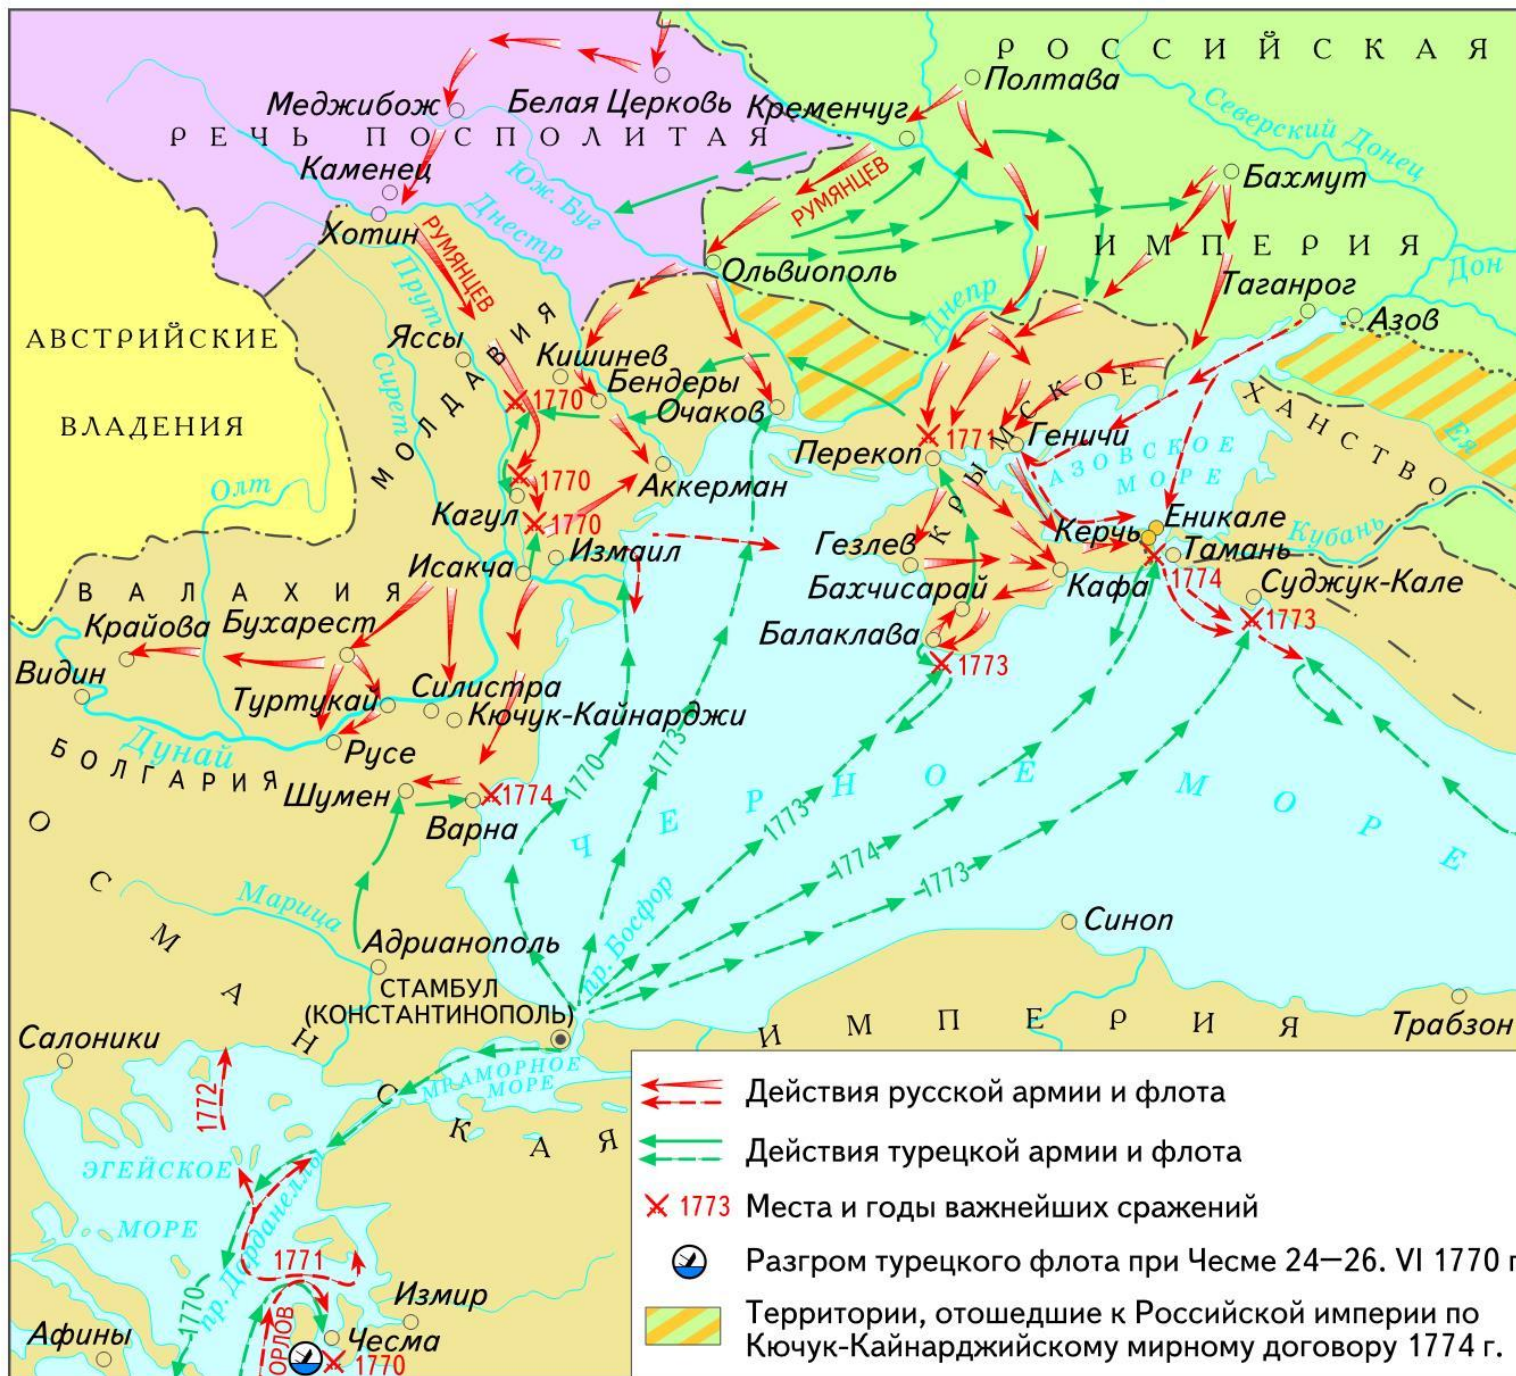 РОССИЙСКАЯ
ИМПЕРИЯ
Полтава
Северский Донец
Меджибож
Белая Церковь
Кременчуг
РЕЧЬ ПОСПОЛИТАЯ
Каменец
Юж. Буг
Бахмут
РУМЯНЦЕВ
Днестр
Хотин
РУМЯНЦЕВ
Ольвиополь
Дон
Прут
Днепр
Таганрог
Азов
АВСТРИЙСКИЕ
ВЛАДЕНИЯ
Яссы
МОЛДАВИЯ
Кишинев
Бендеры
Очаков
1770
Сирет
КРЫМСКОЕ
ХАНСТВО
1771
Геничи
Перекоп
АЗОВСКОЕ
МОРЕ
Ея
Олт
1770
Аккерман
Кагул
1770
Измаил
Исакча
Гезлев
Керчь
Еникале
Тамань
Кубань
Бахчисарай
Кафа
1774
Суджук-Кале
1773
Балаклава
1773
ВАЛАХИЯ
Крайова
Бухарест
Видин
Туртукай
Силистра
Кючук-Кайнарджи
Дунай
Русе
БОЛГАРИЯ
Шумен
1774
Варна
1770
1773
1773
1774
1773
ЧЕРНОЕ МОРЕ
Марица
пр. Босфор
Синоп
Адрианополь
СТАМБУЛ
(КОНСТАНТИНОПОЛЬ)
ОСМАНСКАЯ
ИМПЕРИЯ
Трабзон
Салоники
МРАМОРНОЕ
МОРЕ
1772
ЭГЕЙСКОЕ
МОРЕ
пр. Дарданеллы
1771
1770
Измир
ОРЛОВ
Чесма
1770
Афины
Действия русской армии и флота
Действия турецкой армии и флота
1773 Места и годы важнейших сражений
Разгром турецкого флота при Чесме 24–26. VI 1770 г
Территории, отошедшие к Российской империи по
Кючук-Кайнарджийскому мирному договору 1774 г.